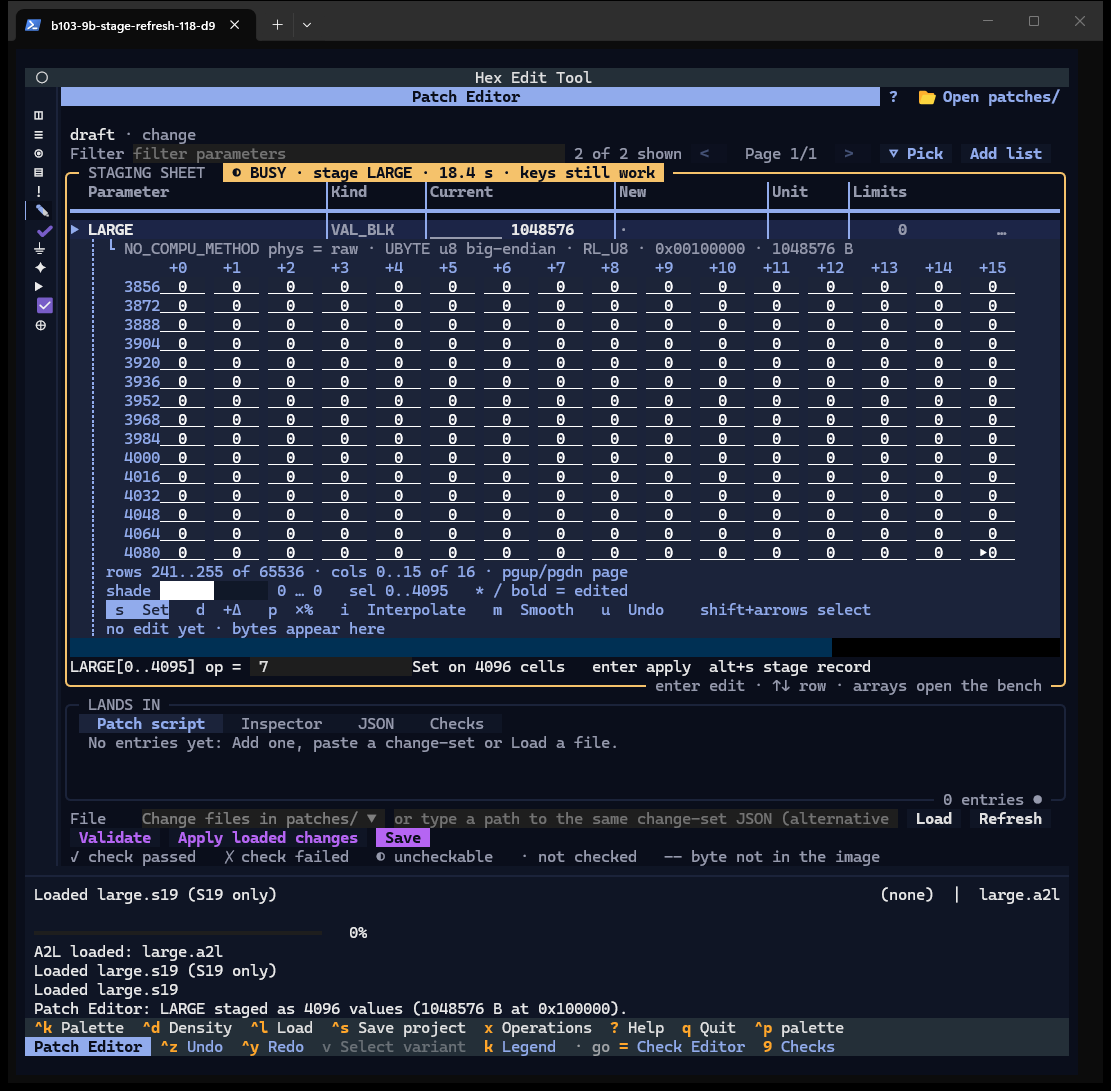 b103-9b-stage-refresh-118-d9
Hex Edit Tool
Patch Editor ? Open patches/
draft · change
Filter filter parameters 2 of 2 shown < Page 1/1 > ▼ Pick Add list
STAGING SHEET ◐ BUSY · stage LARGE · 18.4 s · keys still work
Parameter Kind Current New Unit Limits
▶ LARGE VAL_BLK ________ 1048576 · 0 …
└ NO_COMPU_METHOD phys = raw · UBYTE u8 big-endian · RL_U8 · 0x00100000 · 1048576 B
+0 +1 +2 +3 +4 +5 +6 +7 +8 +9 +10 +11 +12 +13 +14 +15
3856 0 0 0 0 0 0 0 0 0 0 0 0 0 0 0 0
3872 0 0 0 0 0 0 0 0 0 0 0 0 0 0 0 0
3888 0 0 0 0 0 0 0 0 0 0 0 0 0 0 0 0
3904 0 0 0 0 0 0 0 0 0 0 0 0 0 0 0 0
3920 0 0 0 0 0 0 0 0 0 0 0 0 0 0 0 0
3936 0 0 0 0 0 0 0 0 0 0 0 0 0 0 0 0
3952 0 0 0 0 0 0 0 0 0 0 0 0 0 0 0 0
3968 0 0 0 0 0 0 0 0 0 0 0 0 0 0 0 0
3984 0 0 0 0 0 0 0 0 0 0 0 0 0 0 0 0
4000 0 0 0 0 0 0 0 0 0 0 0 0 0 0 0 0
4016 0 0 0 0 0 0 0 0 0 0 0 0 0 0 0 0
4032 0 0 0 0 0 0 0 0 0 0 0 0 0 0 0 0
4048 0 0 0 0 0 0 0 0 0 0 0 0 0 0 0 0
4064 0 0 0 0 0 0 0 0 0 0 0 0 0 0 0 0
4080 0 0 0 0 0 0 0 0 0 0 0 0 0 0 0 ▶0
rows 241..255 of 65536 · cols 0..15 of 16 · pgup/pgdn page
shade 0 … 0 sel 0..4095 * / bold = edited
s Set d +Δ p ×% i Interpolate m Smooth u Undo shift+arrows select
no edit yet · bytes appear here
LARGE[0..4095] op = 7 Set on 4096 cells enter apply alt+s stage record
enter edit · ↑↓ row · arrays open the bench
LANDS IN
Patch script Inspector JSON Checks
No entries yet: Add one, paste a change-set or Load a file.
0 entries ●
File Change files in patches/ ▼ or type a path to the same change-set JSON (alternative Load Refresh
Validate Apply loaded changes Save
✓ check passed ✗ check failed ◐ uncheckable · not checked -- byte not in the image
Loaded large.s19 (S19 only) (none) | large.a2l
0%
A2L loaded: large.a2l
Loaded large.s19 (S19 only)
Loaded large.s19
Patch Editor: LARGE staged as 4096 values (1048576 B at 0x100000).
^k Palette ^d Density ^l Load ^s Save project x Operations ? Help q Quit ^p palette
Patch Editor ^z Undo ^y Redo v Select variant k Legend · go = Check Editor 9 Checks